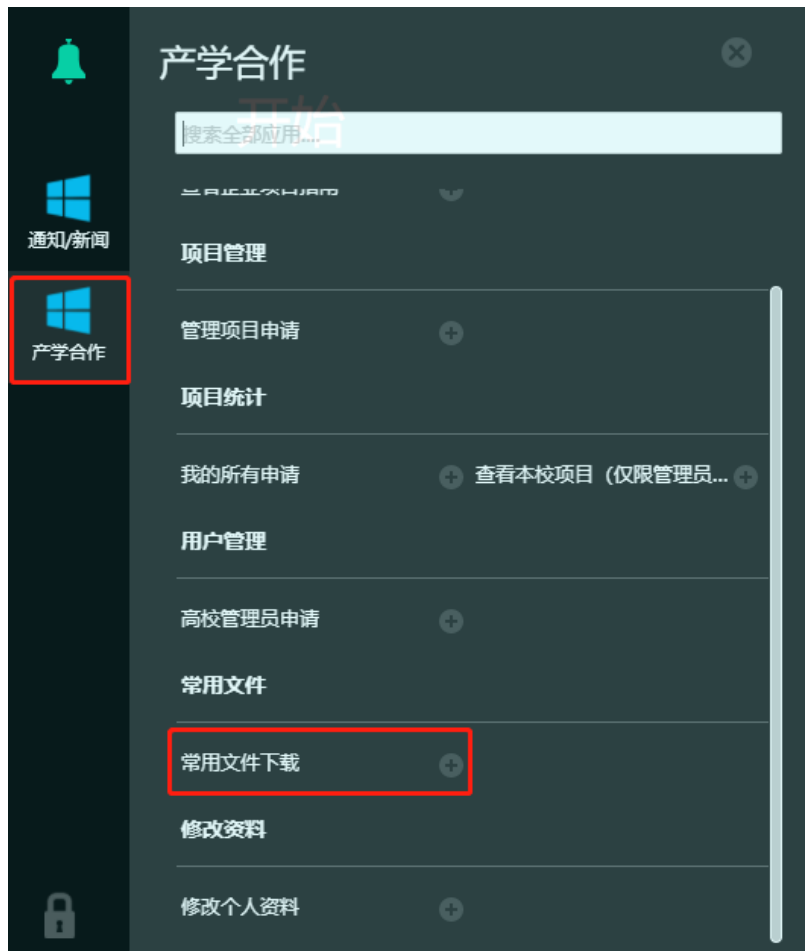 产学合作
开始
搜索全部应用....
通知/新闻
项目管理
产学合作
管理项目申请
项目统计
我的所有申请
查看本校项目（仅限管理员...
用户管理
高校管理员申请
常用文件
常用文件下载
修改资料
修改个人资料